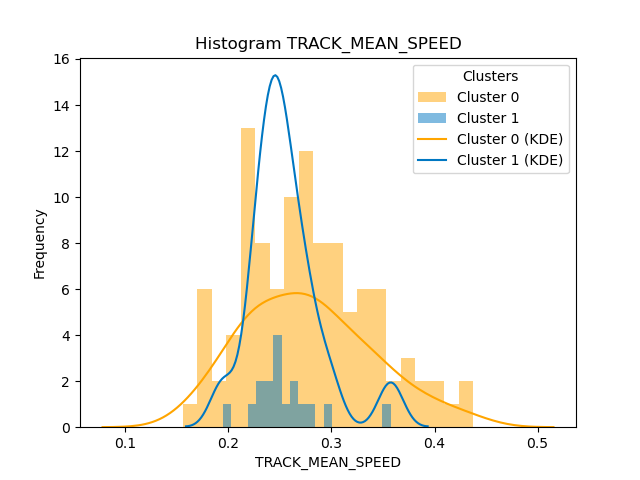 Histogram TRACK_MEAN_SPEED
Clusters
Cluster 0
Cluster 1
Cluster 0 (KDE)
Cluster 1 (KDE)
Frequency
16
14
12
10
8
6
4
2
0
0.1 0.2 0.3 0.4 0.5
TRACK_MEAN_SPEED